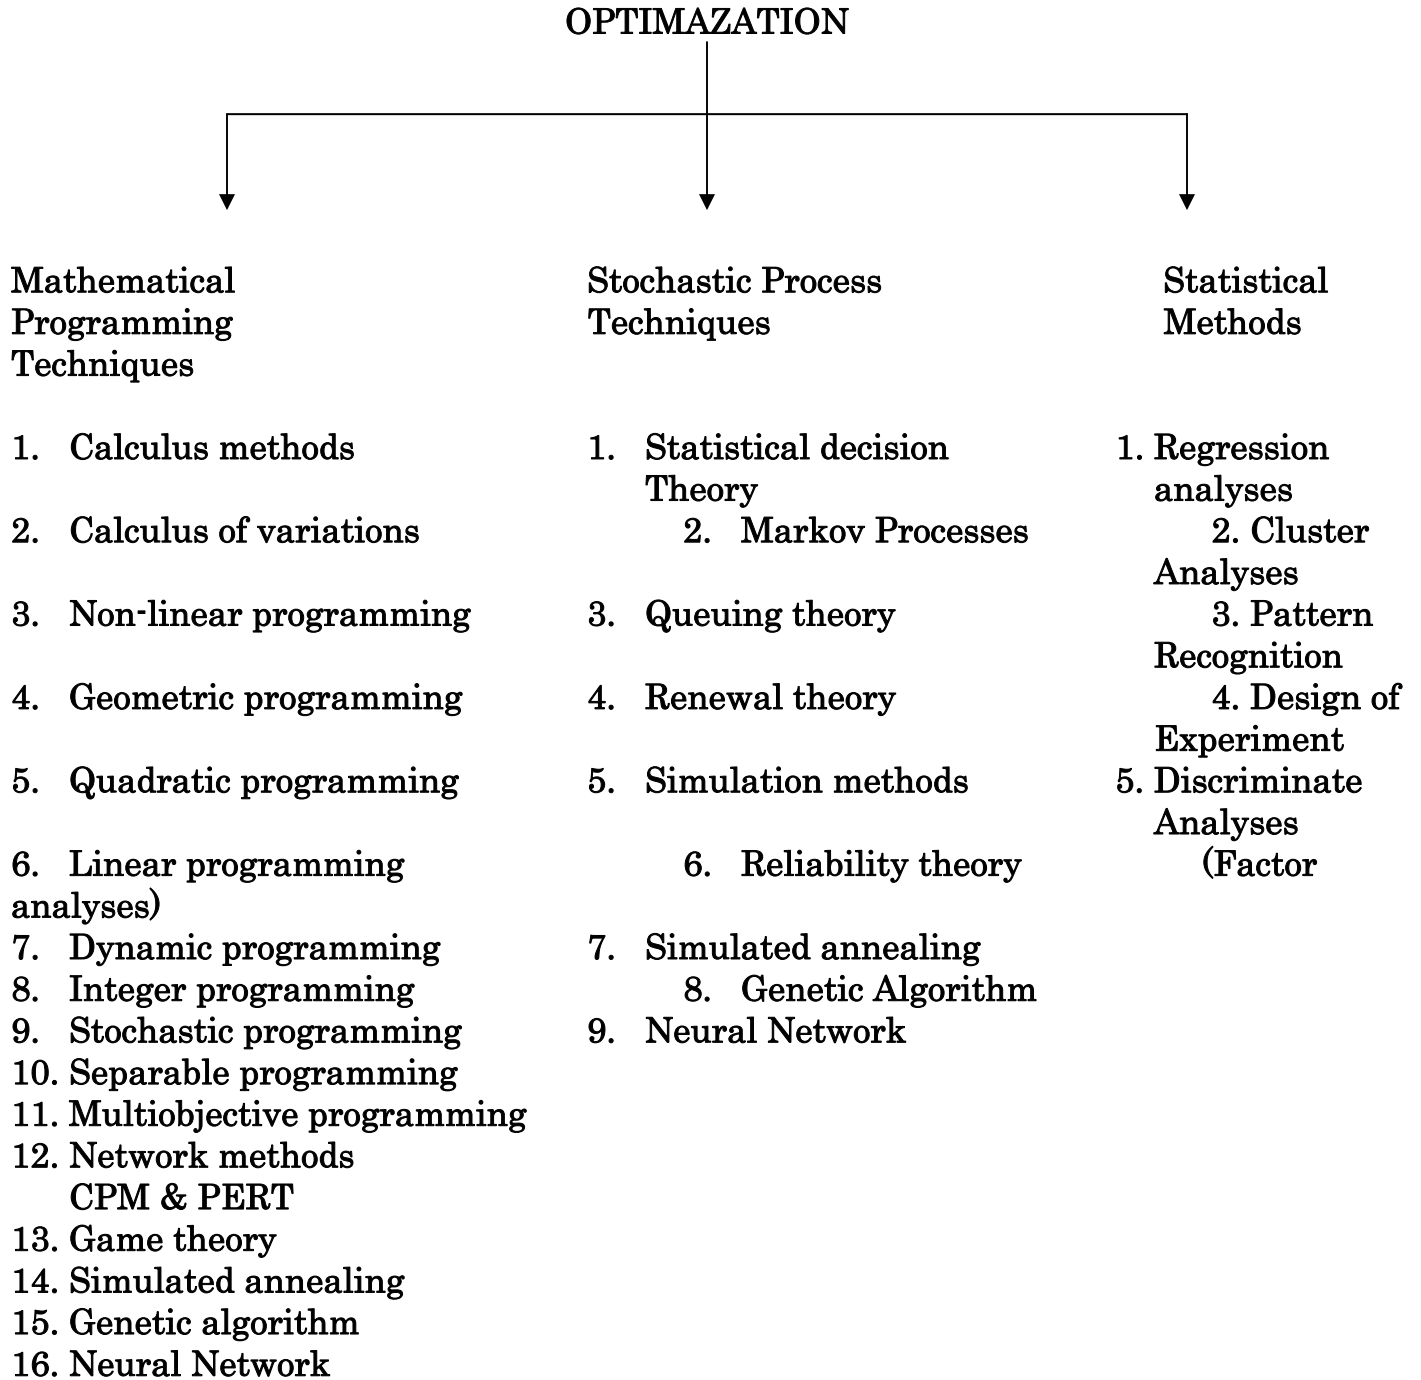 OPTIMAZATION
Mathematical
Programming
Techniques
1. Calculus methods
2. Calculus of variations
3. Non-linear programming
4. Geometric programming
5. Quadratic programming
6. Linear programming
analyses)
7. Dynamic programming
8. Integer programming
9. Stochastic programming
10. Separable programming
11. Multiobjective programming
12. Network methods
CPM & PERT
13. Game theory
14. Simulated annealing
15. Genetic algorithm
16. Neural Network
Stochastic Process
Techniques
1. Statistical decision
Theory
2. Markov Processes
3. Queuing theory
4. Renewal theory
5. Simulation methods
6. Reliability theory
7. Simulated annealing
8. Genetic Algorithm
9. Neural Network
Statistical
Methods
1. Regression
analyses
2. Cluster
Analyses
3. Pattern
Recognition
4. Design of
Experiment
5. Discriminate
Analyses
(Factor